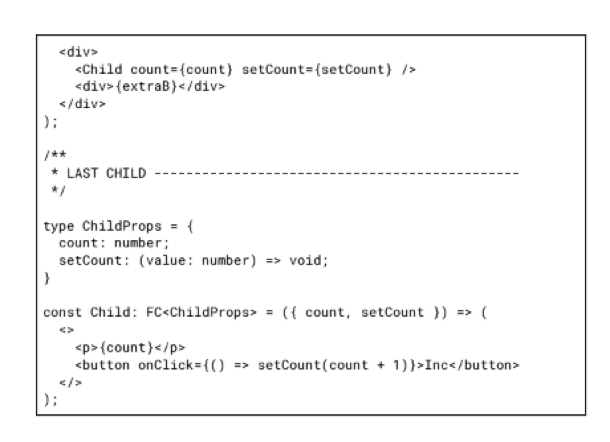 <div>
<Child count={count} setCount={setCount} />
<div>{extraB}</div>
</div>
);
/**
* LAST CHILD ----------------------------------------------
*/
type ChildProps = {
count: number;
setCount: (value: number) => void;
}
const Child: FC<ChildProps> = ({ count, setCount }) => (
<>
<p>{count}</p>
<button onClick={() => setCount(count + 1)}>Inc</button>
</>
);